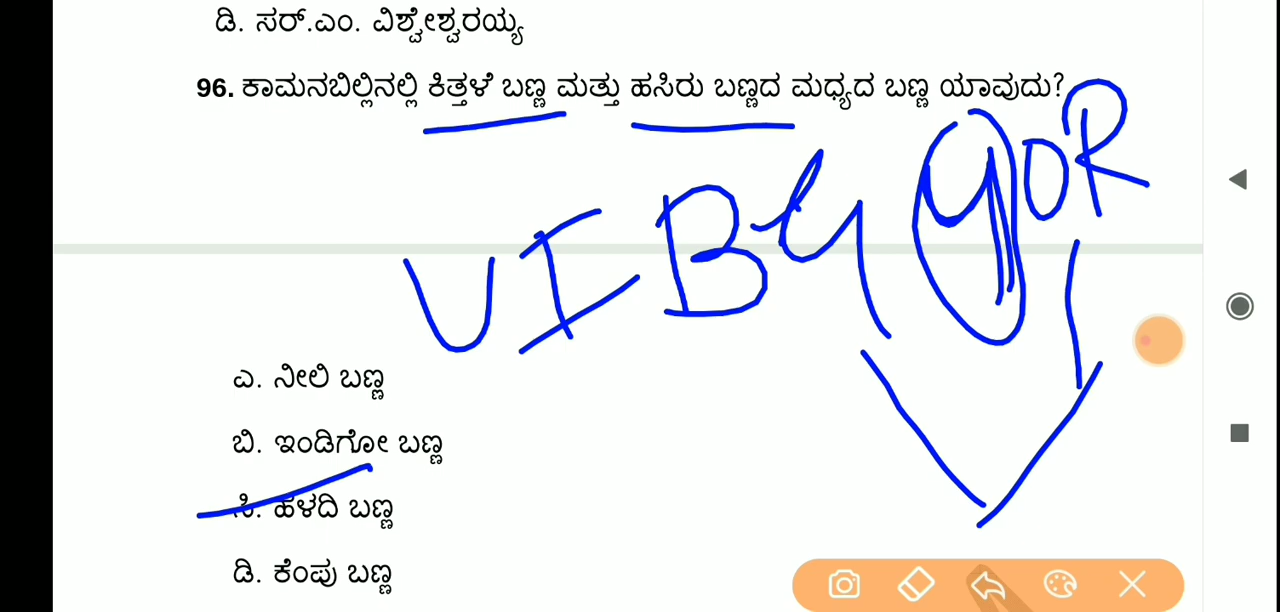 ಡಿ. ಸರ್.ಎಂ. ವಿಶ್ವೇಶ್ವರಯ್ಯ
96. ಕಾಮನಬಿಲ್ಲಿನಲ್ಲಿ ಕಿತ್ತಳೆ ಬಣ್ಣ ಮತ್ತು ಹಸಿರು ಬಣ್ಣದ ಮಧ್ಯದ ಬಣ್ಣ ಯಾವುದು?
VIBGYOR
ಎ. ನೀಲಿ ಬಣ್ಣ
ಬಿ. ಇಂಡಿಗೋ ಬಣ್ಣ
ಸಿ. ಹಳದಿ ಬಣ್ಣ
ಡಿ. ಕೆಂಪು ಬಣ್ಣ